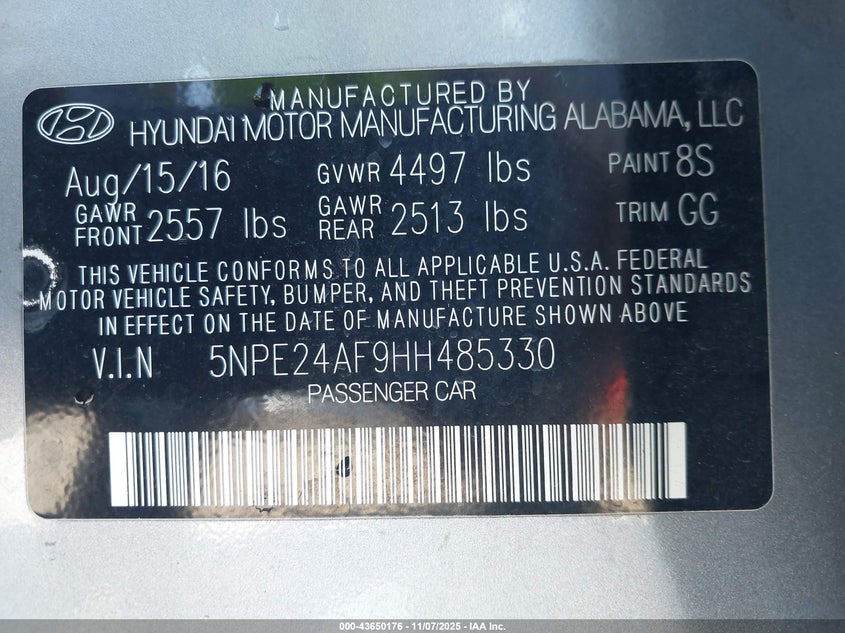 MANUFACTURED BY
HYUNDAI MOTOR MANUFACTURING ALABAMA, LLC
Aug/15/16 GVWR 4497 lbs PAINT 8S
GAWR FRONT 2557 lbs GAWR REAR 2513 lbs TRIM GG
THIS VEHICLE CONFORMS TO ALL APPLICABLE U.S.A. FEDERAL
MOTOR VEHICLE SAFETY, BUMPER, AND THEFT PREVENTION STANDARDS
IN EFFECT ON THE DATE OF MANUFACTURE SHOWN ABOVE
V.I.N 5NPE24AF9HH485330
PASSENGER CAR
000-43650176 - 11/07/2025 - IAA Inc.